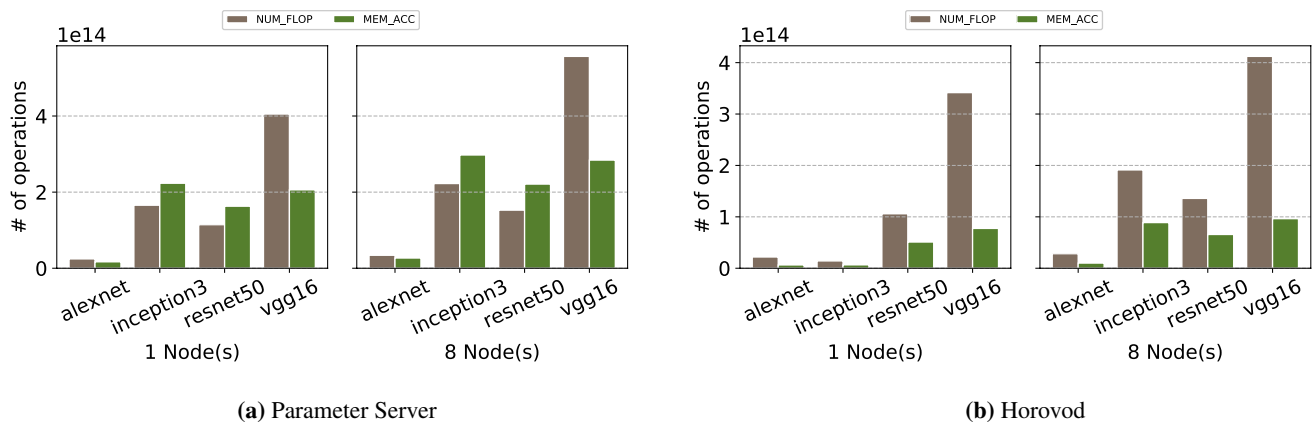 NUM_FLOP MEM_ACC
1e14
# of operations
4
2
0
alexnet inception3 resnet50 vgg16
alexnet inception3 resnet50 vgg16
1 Node(s)
8 Node(s)
(a) Parameter Server
NUM_FLOP MEM_ACC
1e14
# of operations
4
3
2
1
0
alexnet inception3 resnet50 vgg16
alexnet inception3 resnet50 vgg16
1 Node(s)
8 Node(s)
(b) Horovod